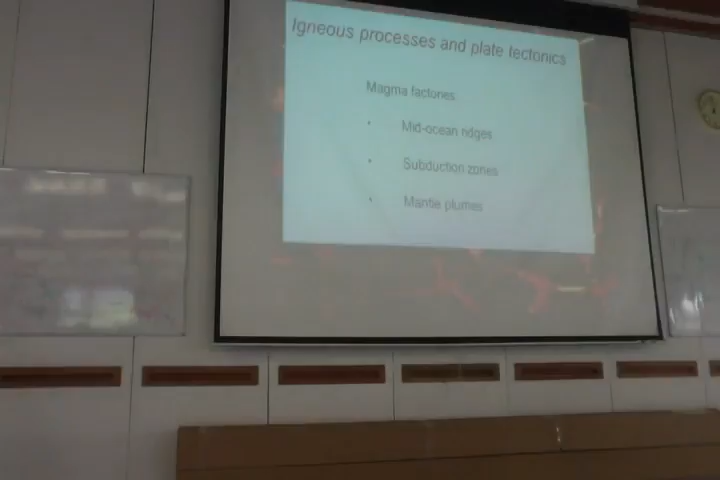 Igneous processes and plate tectonics
Magma factories:
• Mid-ocean ridges
• Subduction zones
• Mantle plumes